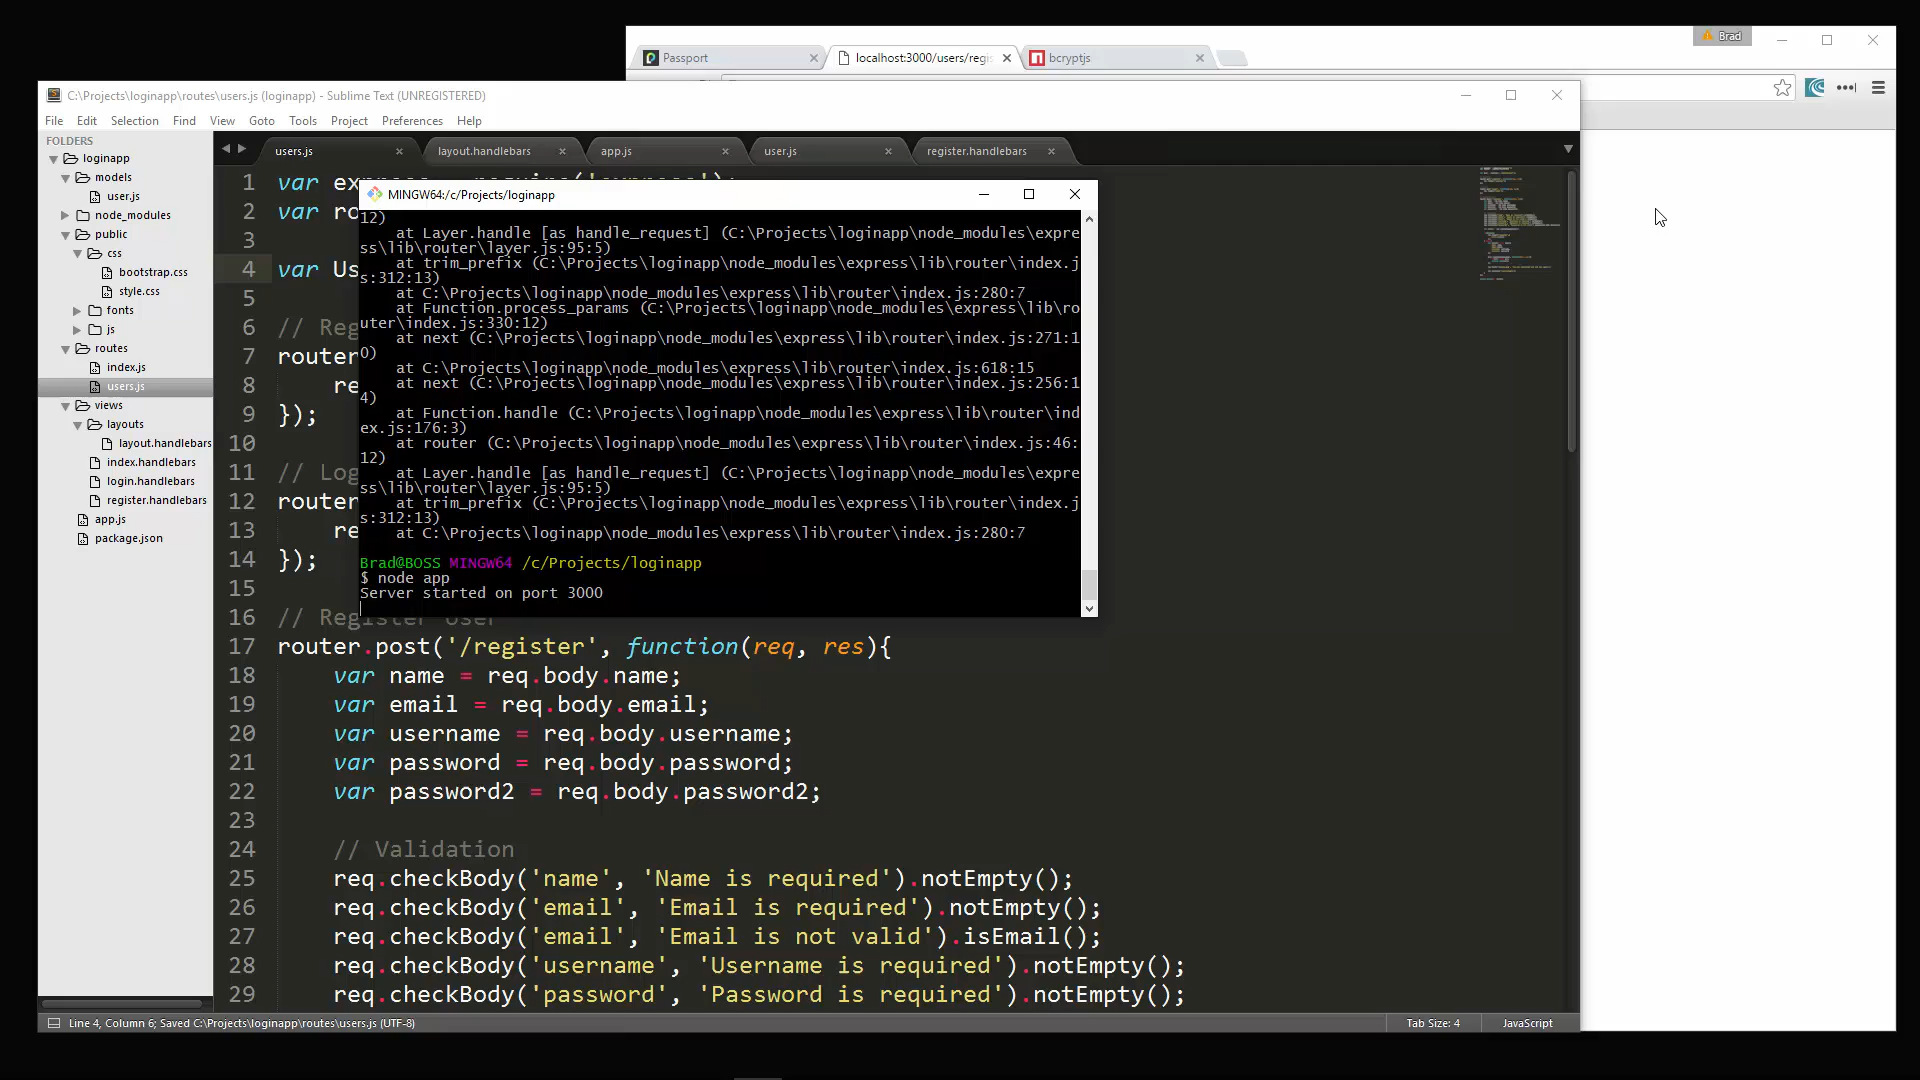 Brad
Passport
localhost:3000/users/regi
bcryptjs
C:\Projects\loginapp\routes\users.js (loginapp) - Sublime Text (UNREGISTERED)
File Edit Selection Find View Goto Tools Project Preferences Help
FOLDERS
loginapp
models
user.js
node_modules
public
css
bootstrap.css
style.css
fonts
js
routes
index.js
users.js
views
layouts
layout.handlebars
index.handlebars
login.handlebars
register.handlebars
app.js
package.json
users.js layout.handlebars app.js user.js register.handlebars
1 var
2 var
3
4 var
5
6 //
7 router
8
9 });
10
11 //
12 router
13
14 });
15
16 // Register User
17 router.post('/register', function(req, res){
18 var name = req.body.name;
19 var email = req.body.email;
20 var username = req.body.username;
21 var password = req.body.password;
22 var password2 = req.body.password2;
23
24 // Validation
25 req.checkBody('name', 'Name is required').notEmpty();
26 req.checkBody('email', 'Email is required').notEmpty();
27 req.checkBody('email', 'Email is not valid').isEmail();
28 req.checkBody('username', 'Username is required').notEmpty();
29 req.checkBody('password', 'Password is required').notEmpty();
MINGW64:/c/Projects/loginapp
12)
at Layer.handle [as handle_request] (C:\Projects\loginapp\node_modules\expre
ss\lib\router\layer.js:95:5)
at trim_prefix (C:\Projects\loginapp\node_modules\express\lib\router\index.j
s:312:13)
at C:\Projects\loginapp\node_modules\express\lib\router\index.js:280:7
at Function.process_params (C:\Projects\loginapp\node_modules\express\lib\ro
uter\index.js:330:12)
at next (C:\Projects\loginapp\node_modules\express\lib\router\index.js:271:1
0)
at C:\Projects\loginapp\node_modules\express\lib\router\index.js:618:15
at next (C:\Projects\loginapp\node_modules\express\lib\router\index.js:256:1
4)
at Function.handle (C:\Projects\loginapp\node_modules\express\lib\router\ind
ex.js:176:3)
at router (C:\Projects\loginapp\node_modules\express\lib\router\index.js:46:
12)
at Layer.handle [as handle_request] (C:\Projects\loginapp\node_modules\expre
ss\lib\router\layer.js:95:5)
at trim_prefix (C:\Projects\loginapp\node_modules\express\lib\router\index.j
s:312:13)
at C:\Projects\loginapp\node_modules\express\lib\router\index.js:280:7
Brad@BOSS MINGW64 /c/Projects/loginapp
$ node app
Server started on port 3000
Line 4, Column 6; Saved C:\Projects\loginapp\routes\users.js (UTF-8)
Tab Size: 4
JavaScript